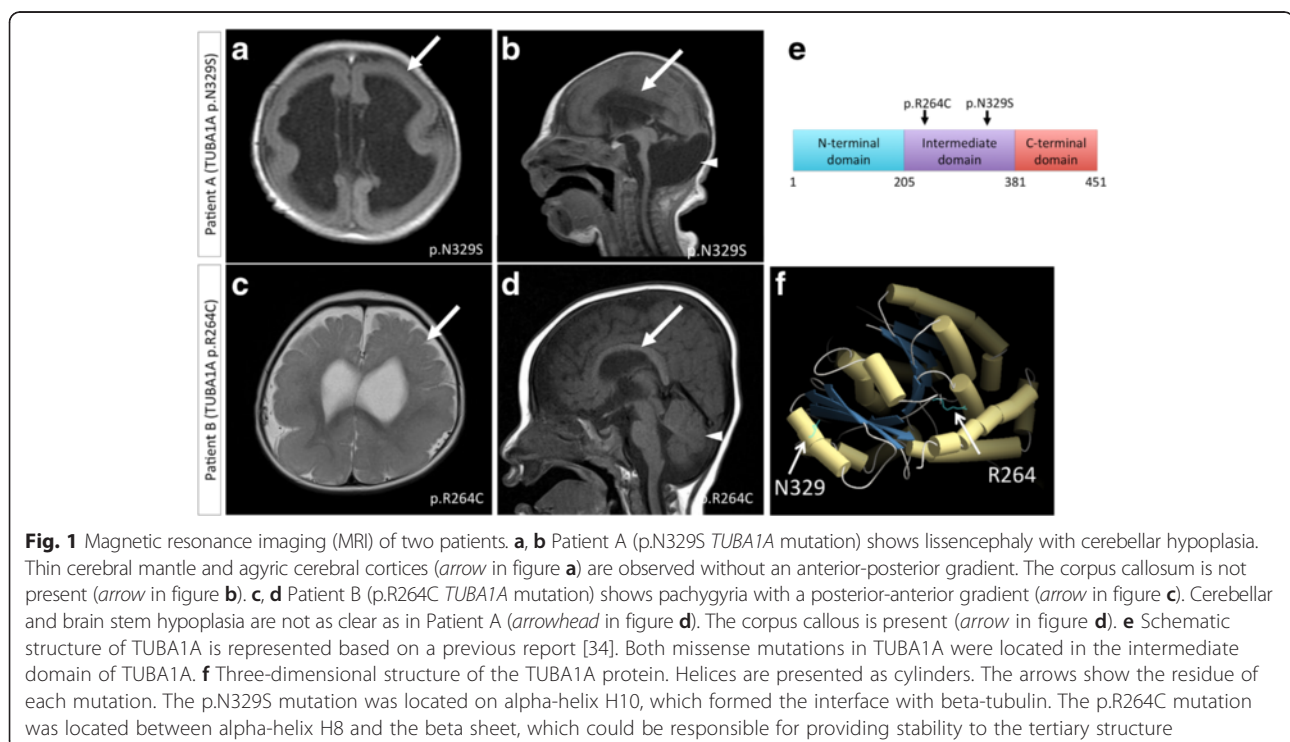 a
b
e
Patient A (TUBA1A p.N329S)
p.N329S
p.N329S
p.R264C
p.N329S
N-terminal domain
Intermediate domain
C-terminal domain
1
205
381
451
c
d
f
Patient B (TUBA1A p.R264C)
p.R264C
p.R264C
N329
R264
Fig. 1 Magnetic resonance imaging (MRI) of two patients. a, b Patient A (p.N329S TUBA1A mutation) shows lissencephaly with cerebellar hypoplasia.
Thin cerebral mantle and agyric cerebral cortices (arrow in figure a) are observed without an anterior-posterior gradient. The corpus callosum is not
present (arrow in figure b). c, d Patient B (p.R264C TUBA1A mutation) shows pachygyria with a posterior-anterior gradient (arrow in figure c). Cerebellar
and brain stem hypoplasia are not as clear as in Patient A (arrowhead in figure d). The corpus callous is present (arrow in figure d). e Schematic
structure of TUBA1A is represented based on a previous report [34]. Both missense mutations in TUBA1A were located in the intermediate
domain of TUBA1A. f Three-dimensional structure of the TUBA1A protein. Helices are presented as cylinders. The arrows show the residue of
each mutation. The p.N329S mutation was located on alpha-helix H10, which formed the interface with beta-tubulin. The p.R264C mutation
was located between alpha-helix H8 and the beta sheet, which could be responsible for providing stability to the tertiary structure